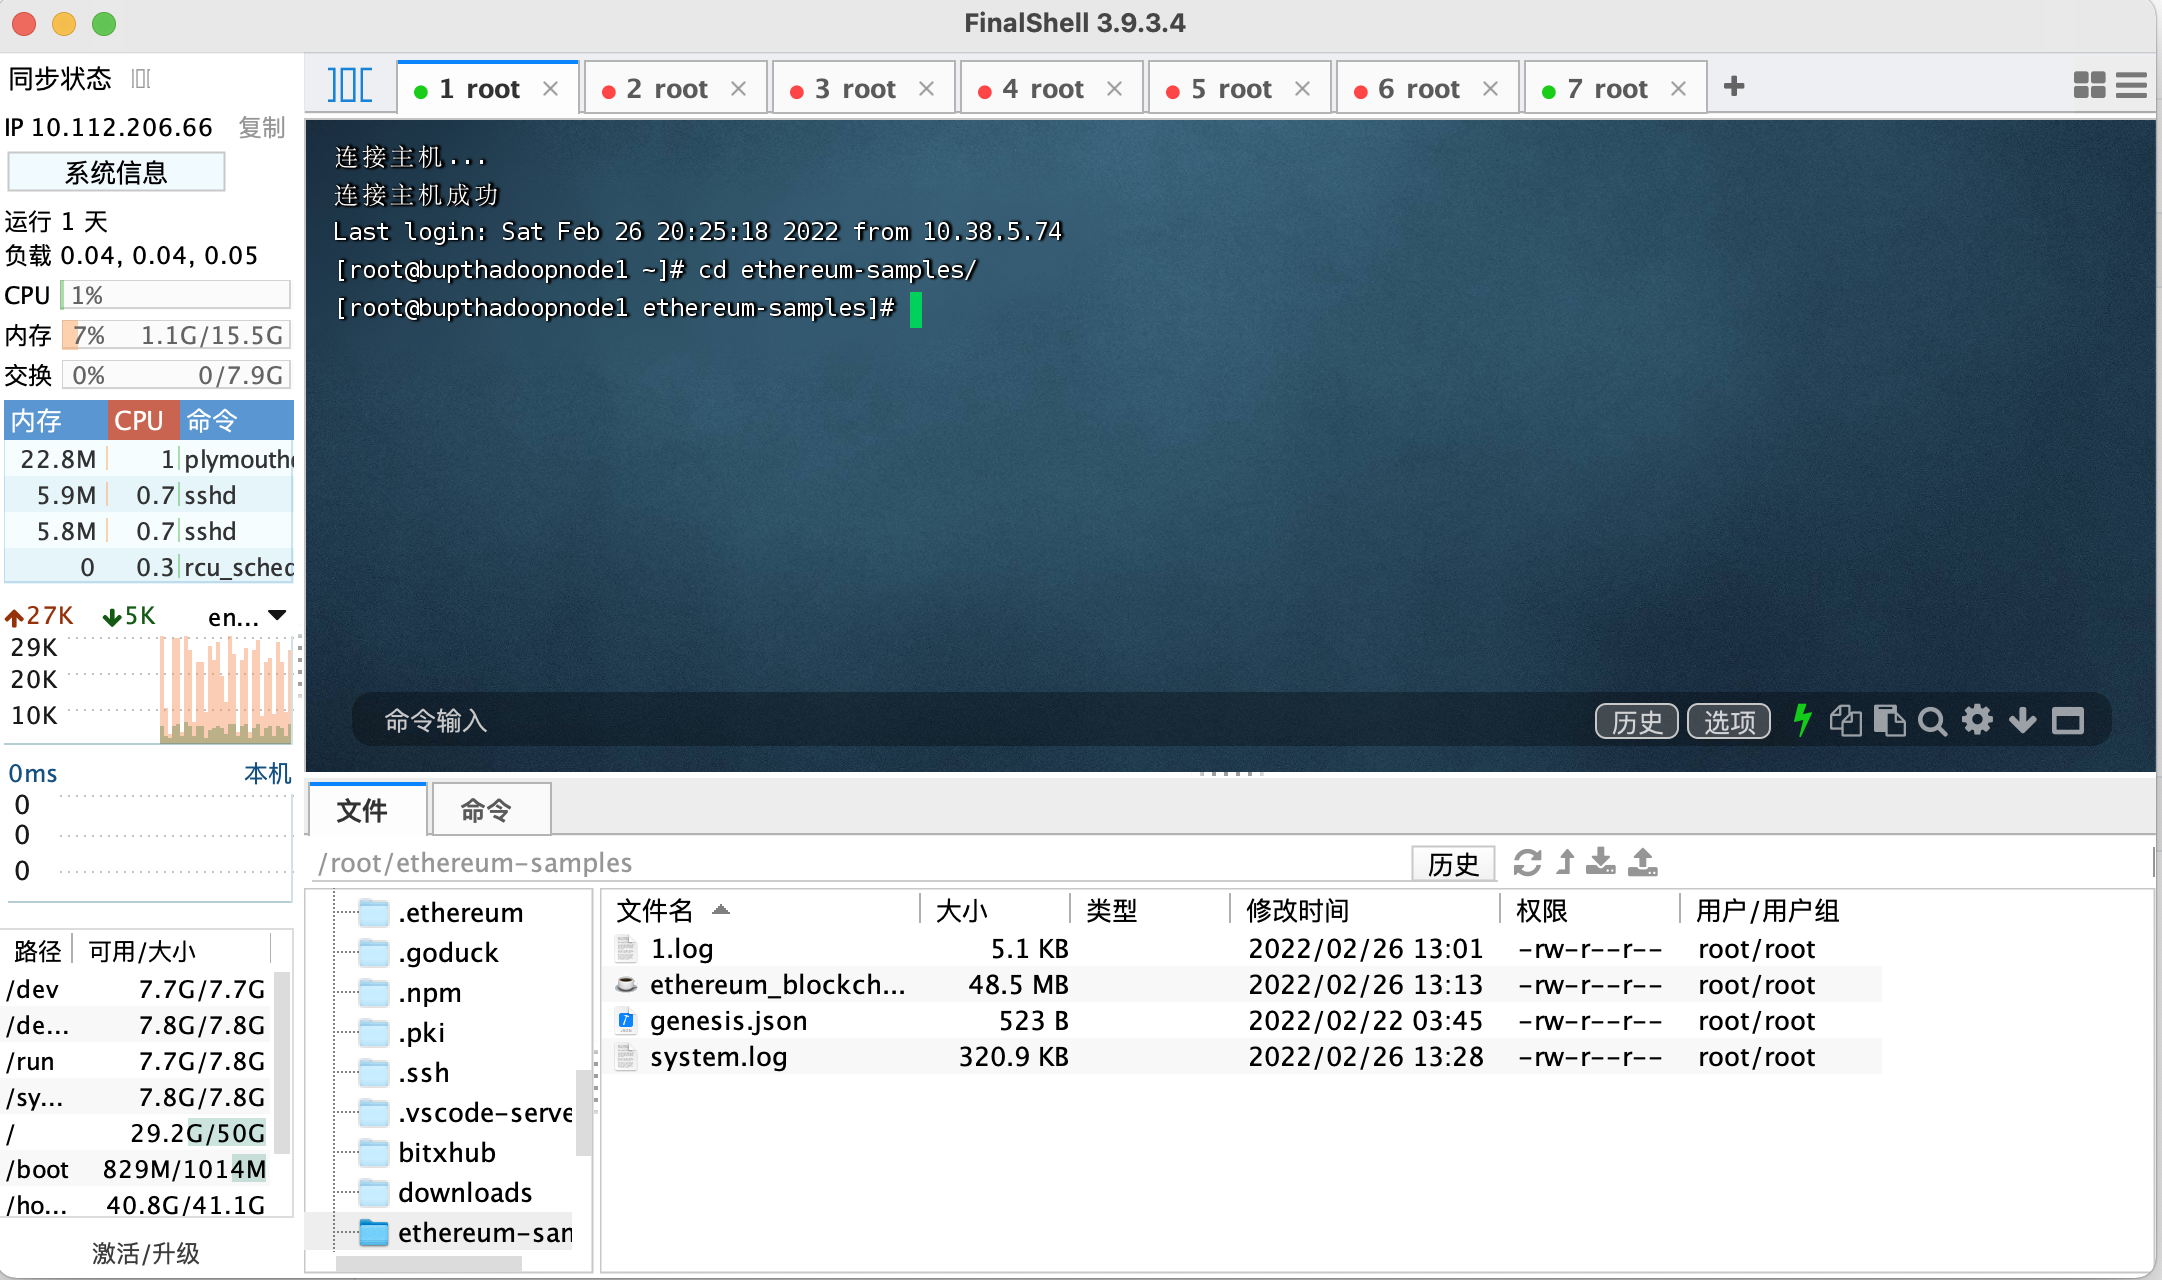 FinalShell 3.9.3.4
同步状态
IP 10.112.206.66 复制
系统信息
运行 1 天
负载 0.04, 0.04, 0.05
CPU 1%
内存 7% 1.1G/15.5G
交换 0% 0/7.9G
内存 CPU 命令
22.8M 1 plymouth
5.9M 0.7 sshd
5.8M 0.7 sshd
0 0.3 rcu_sched
27K 5K en...
29K
20K
10K
0ms 本机
0
0
0
路径 可用/大小
/dev 7.7G/7.7G
/de... 7.8G/7.8G
/run 7.7G/7.8G
/sy... 7.8G/7.8G
/ 29.2G/50G
/boot 829M/1014M
/ho... 40.8G/41.1G
激活/升级
1 root 2 root 3 root 4 root 5 root 6 root 7 root
连接主机...
连接主机成功
Last login: Sat Feb 26 20:25:18 2022 from 10.38.5.74
[root@bupthadoopnode1 ~]# cd ethereum-samples/
[root@bupthadoopnode1 ethereum-samples]#
命令输入 历史 选项
文件 命令
/root/ethereum-samples 历史
.ethereum
.goduck
.npm
.pki
.ssh
.vscode-serve
bitxhub
downloads
ethereum-san
文件名 大小 类型 修改时间 权限 用户/用户组
1.log 5.1 KB 2022/02/26 13:01 -rw-r--r-- root/root
ethereum_blockch... 48.5 MB 2022/02/26 13:13 -rw-r--r-- root/root
genesis.json 523 B 2022/02/22 03:45 -rw-r--r-- root/root
system.log 320.9 KB 2022/02/26 13:28 -rw-r--r-- root/root